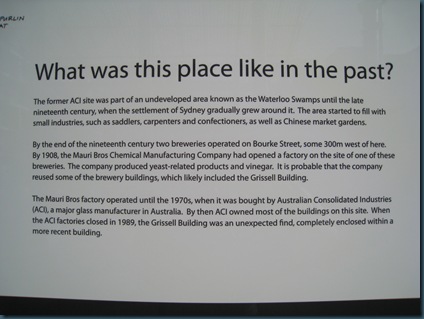 PURLIN
AT
What was this place like in the past?
The former ACI site was part of an undeveloped area known as the Waterloo Swamps until the late
nineteenth century, when the settlement of Sydney gradually grew around it. The area started to fill with
small industries, such as saddlers, carpenters and confectioners, as well as Chinese market gardens.
By the end of the nineteenth century two breweries operated on Bourke Street, some 300m west of here.
By 1908, the Mauri Bros Chemical Manufacturing Company had opened a factory on the site of one of these
breweries. The company produced yeast-related products and vinegar. It is probable that the company
reused some of the brewery buildings, which likely included the Grissell Building.
The Mauri Bros factory operated until the 1970s, when it was bought by Australian Consolidated Industries
(ACI), a major glass manufacturer in Australia. By then ACI owned most of the buildings on this site. When
the ACI factories closed in 1989, the Grissell Building was an unexpected find, completely enclosed within a
more recent building.